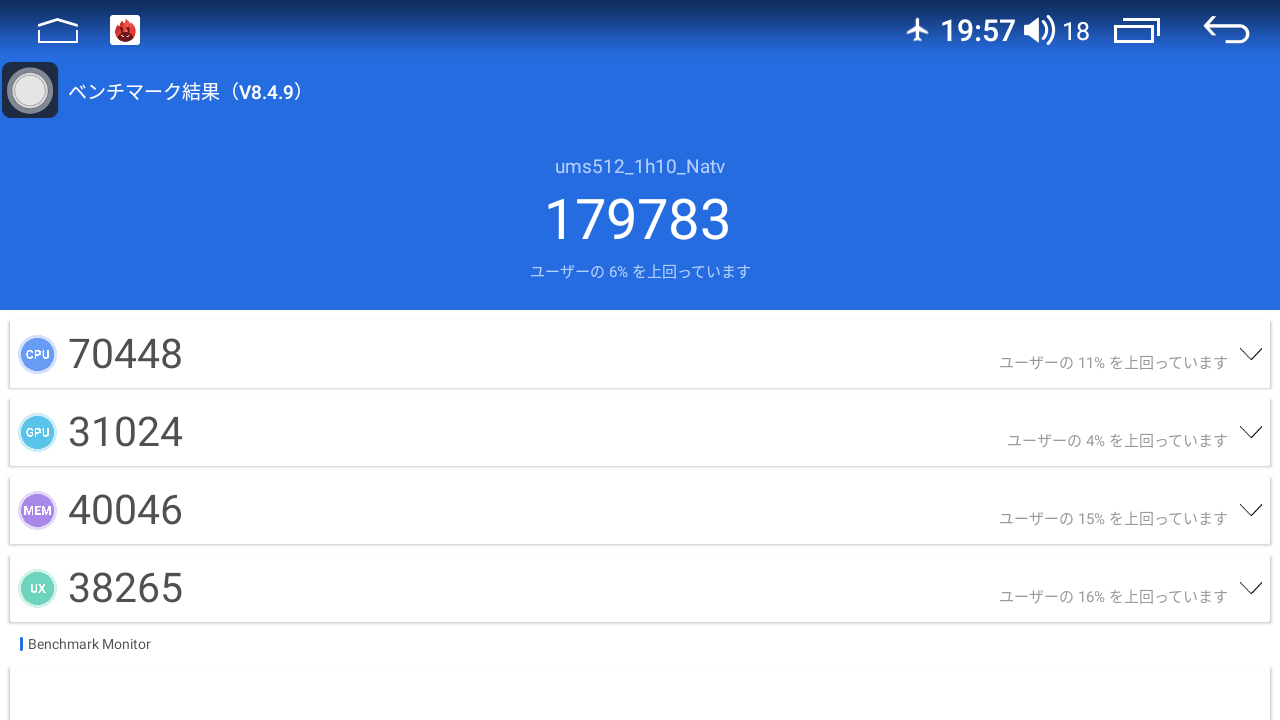 19:57 18
ベンチマーク結果（V8.4.9）
ums512_1h10_Natv
179783
ユーザーの 6% を上回っています
CPU 70448 ユーザーの 11% を上回っています
GPU 31024 ユーザーの 4% を上回っています
MEM 40046 ユーザーの 15% を上回っています
UX 38265 ユーザーの 16% を上回っています
Benchmark Monitor